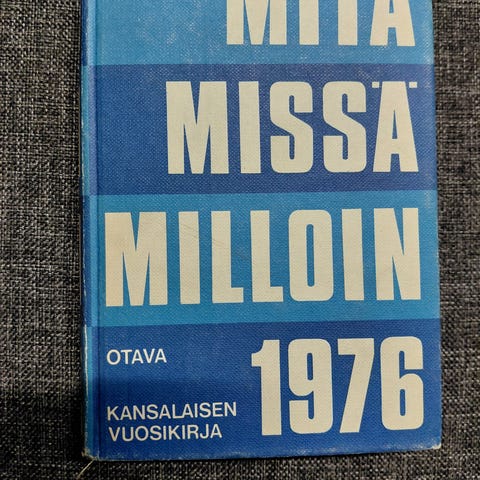 MITÄ
MISSÄ
MILLOIN
OTAVA
1976
KANSALAISEN
VUOSIKIRJA